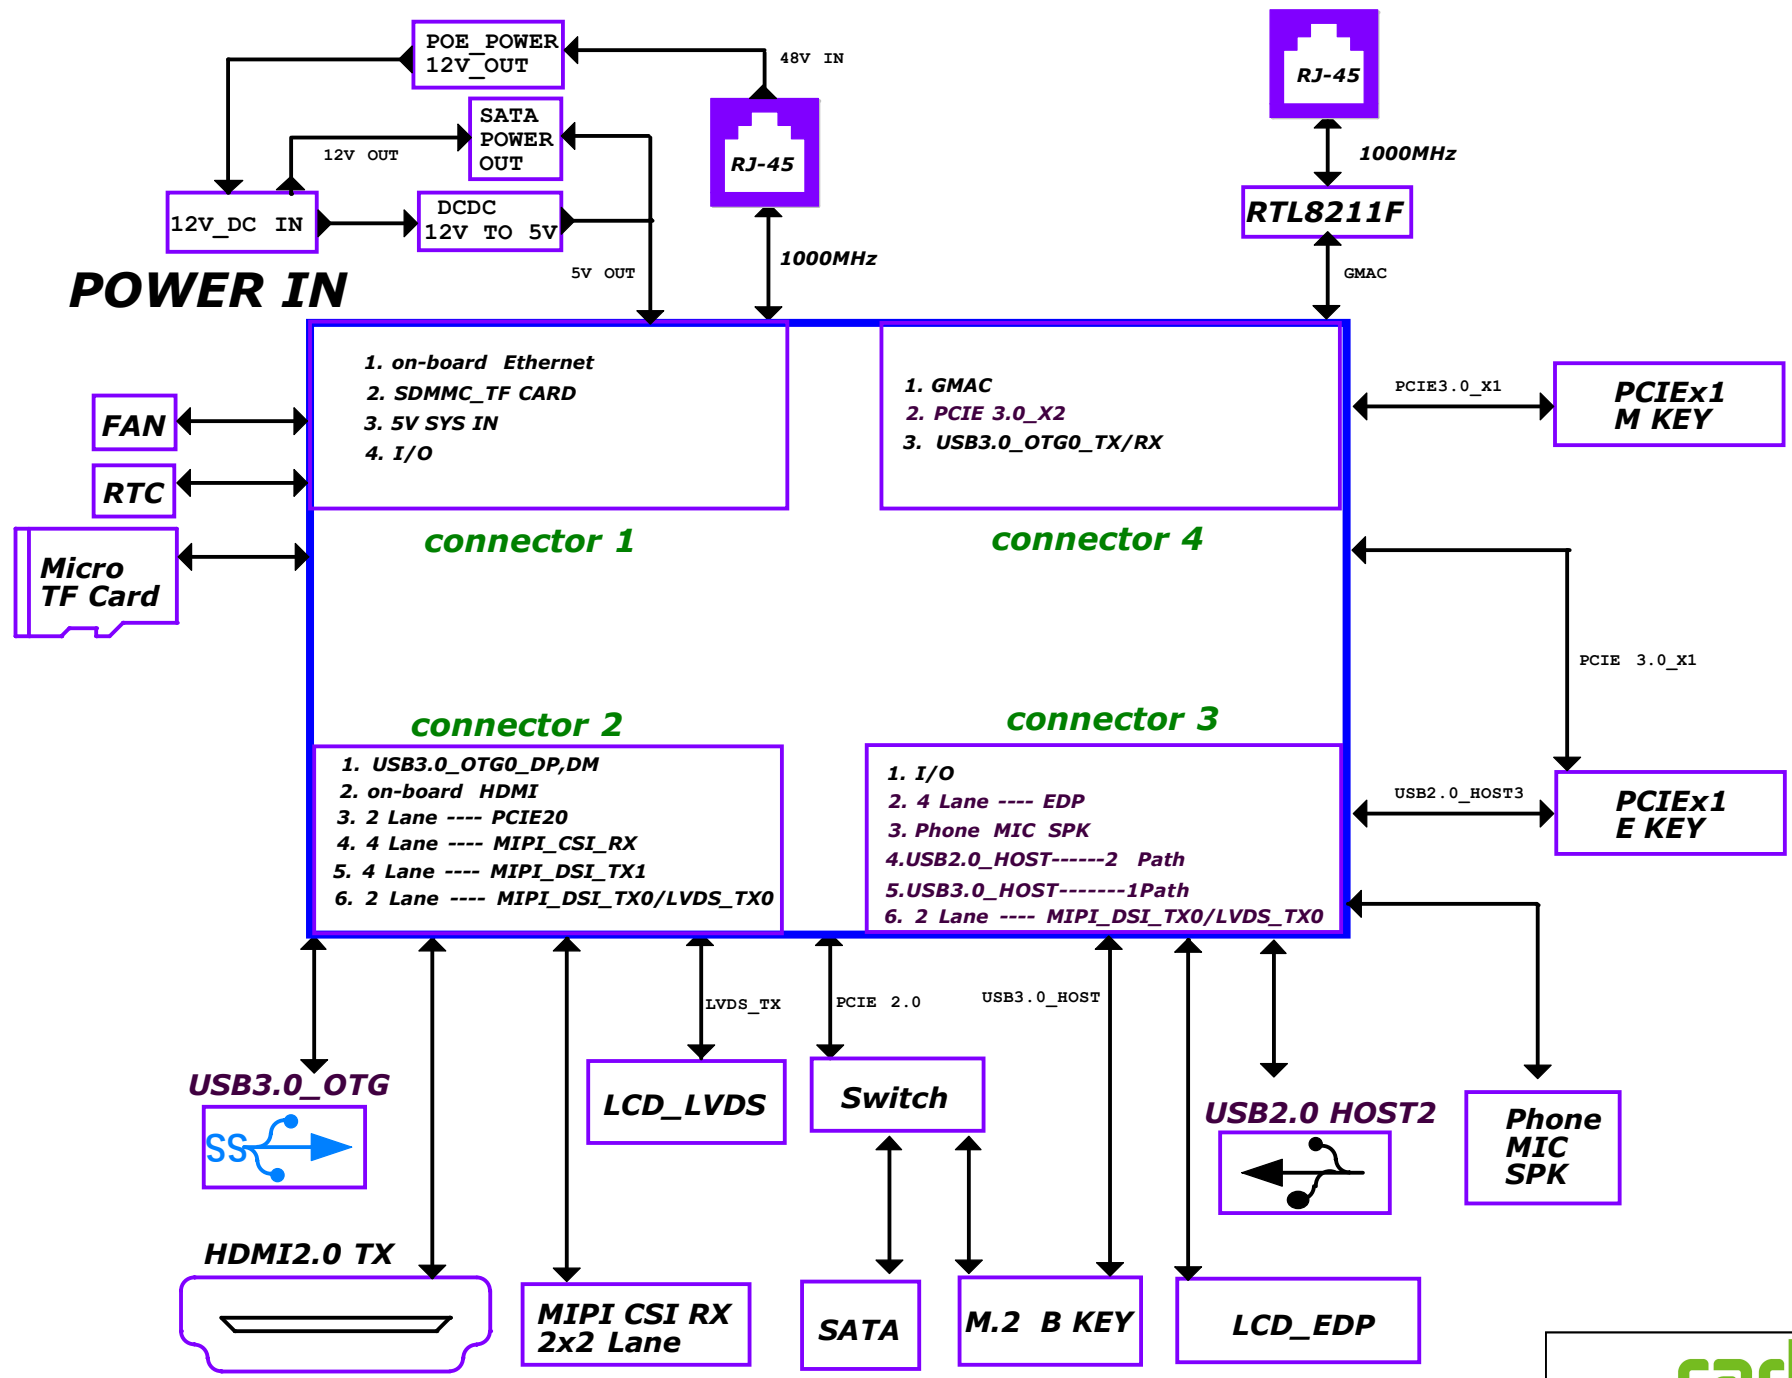 POE_POWER
12V_OUT
48V IN
RJ-45
SATA
POWER
OUT
12V OUT
RJ-45
1000MHz
12V_DC IN
DCDC
12V TO 5V
RTL8211F
5V OUT
1000MHz
GMAC
POWER IN
1. on-board Ethernet
2. SDMMC_TF CARD
3. 5V SYS IN
4. I/O
1. GMAC
2. PCIE 3.0_X2
3. USB3.0_OTG0_TX/RX
PCIE3.0_X1
PCIEx1
M KEY
FAN
RTC
Micro
TF Card
connector 1
connector 4
PCIE 3.0_X1
connector 2
connector 3
1. USB3.0_OTG0_DP,DM
2. on-board HDMI
3. 2 Lane ---- PCIE20
4. 4 Lane ---- MIPI_CSI_RX
5. 4 Lane ---- MIPI_DSI_TX1
6. 2 Lane ---- MIPI_DSI_TX0/LVDS_TX0
1. I/O
2. 4 Lane ---- EDP
3. Phone MIC SPK
4.USB2.0_HOST------2 Path
5.USB3.0_HOST-------1Path
6. 2 Lane ---- MIPI_DSI_TX0/LVDS_TX0
USB2.0_HOST3
PCIEx1
E KEY
LVDS_TX
PCIE 2.0
USB3.0_HOST
USB3.0_OTG
SS
LCD_LVDS
Switch
USB2.0 HOST2
Phone
MIC
SPK
HDMI2.0 TX
MIPI CSI RX
2x2 Lane
SATA
M.2 B KEY
LCD_EDP